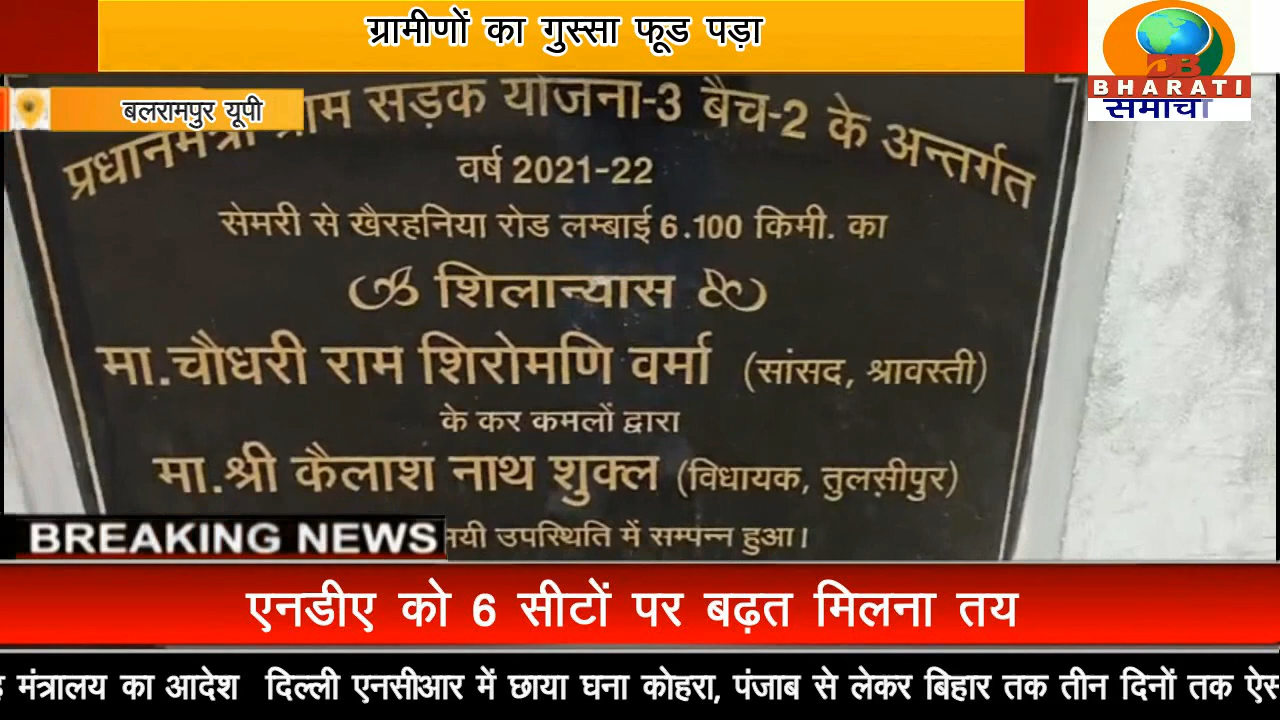 ग्रामीणों का गुस्सा फूड पड़ा
DB
BHARATI
समाचा
बलरामपुर यूपी
सड़क योजना-3 बैच-2 के अन्तर्गत
वर्ष 2021-22
सेमरी से खैरहनिया रोड लम्बाई 6.100 किमी. का
शिलान्यास
मा.चौधरी राम शिरोमणि वर्मा (सांसद, श्रावस्ती)
के कर कमलों द्वारा
मा.श्री कैलाश नाथ शुक्ल (विधायक, तुलसीपुर)
उपस्थिति में सम्पन्न हुआ।
BREAKING NEWS
एनडीए को 6 सीटों पर बढ़त मिलना तय
मंत्रालय का आदेश दिल्ली एनसीआर में छाया घना कोहरा, पंजाब से लेकर बिहार तक तीन दिनों तक ऐस